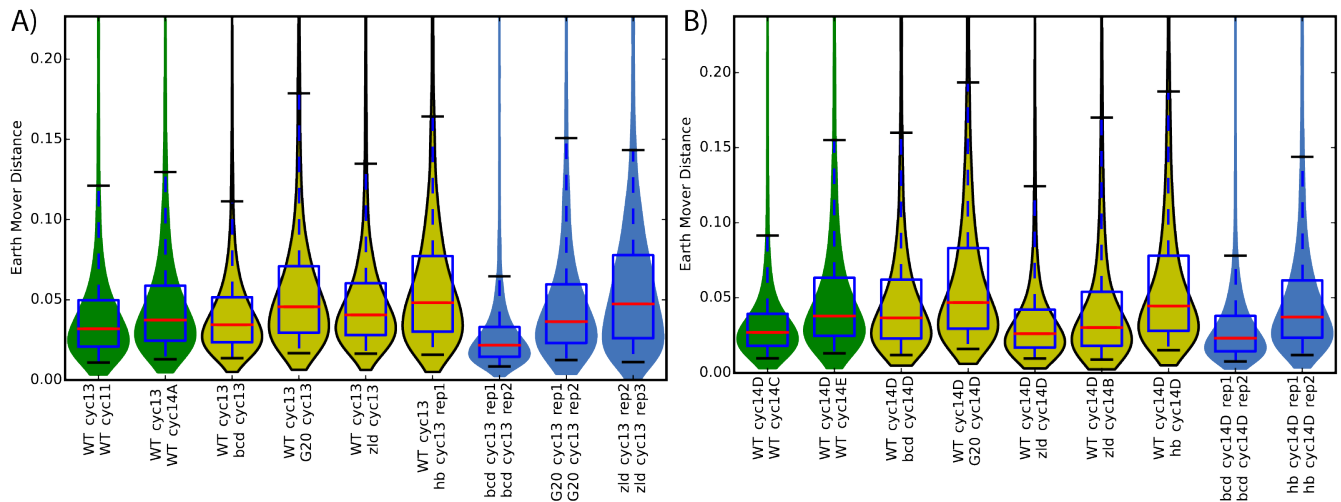 A)
Earth Mover Distance
0.20
0.15
0.10
0.05
0.00
WT cyc13
WT cyc11
WT cyc13
WT cyc14A
WT cyc13
bcd cyc13
WT cyc13
G20 cyc13
WT cyc13
zld cyc13
WT cyc13
hb cyc13 rep1
bcd cyc13 rep1
bcd cyc13 rep2
G20 cyc13 rep1
G20 cyc13 rep2
zld cyc13 rep2
zld cyc13 rep3
B)
Earth Mover Distance
0.20
0.15
0.10
0.05
0.00
WT cyc14D
WT cyc14C
WT cyc14D
WT cyc14E
WT cyc14D
bcd cyc14D
WT cyc14D
G20 cyc14D
WT cyc14D
zld cyc14D
WT cyc14D
zld cyc14B
WT cyc14D
hb cyc14D
bcd cyc14D rep1
bcd cyc14D rep2
hb cyc14D rep1
hb cyc14D rep2